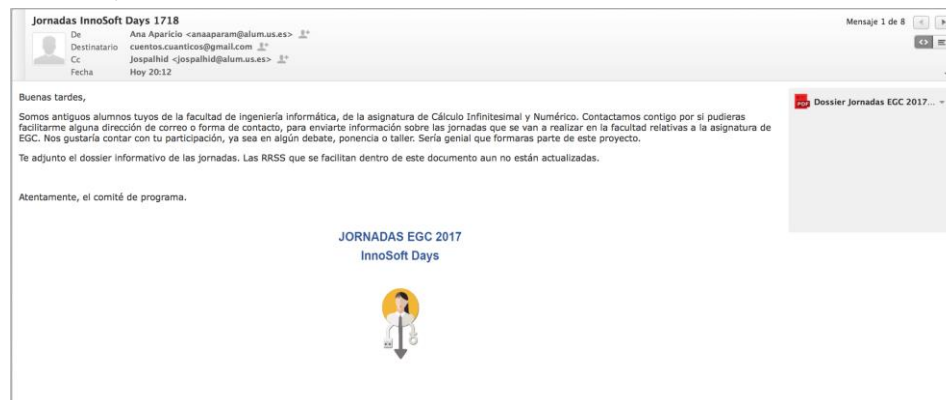 Jornadas InnoSoft Days 1718
Mensaje 1 de 8
De Ana Aparicio <anaaparam@alum.us.es>
Destinatario cuentos.cuanticos@gmail.com
Cc Jospalhid <jospalhid@alum.us.es>
Fecha Hoy 20:12
Buenas tardes,
Dossier Jornadas EGC 2017...
Somos antiguos alumnos tuyos de la facultad de ingeniería informática, de la asignatura de Cálculo Infinitesimal y Numérico. Contactamos contigo por si pudieras
facilitarme alguna dirección de correo o forma de contacto, para enviarte información sobre las jornadas que se van a realizar en la facultad relativas a la asignatura de
EGC. Nos gustaría contar con tu participación, ya sea en algún debate, ponencia o taller. Sería genial que formaras parte de este proyecto.
Te adjunto el dossier informativo de las jornadas. Las RRSS que se facilitan dentro de este documento aun no están actualizadas.
Atentamente, el comité de programa.
JORNADAS EGC 2017
InnoSoft Days